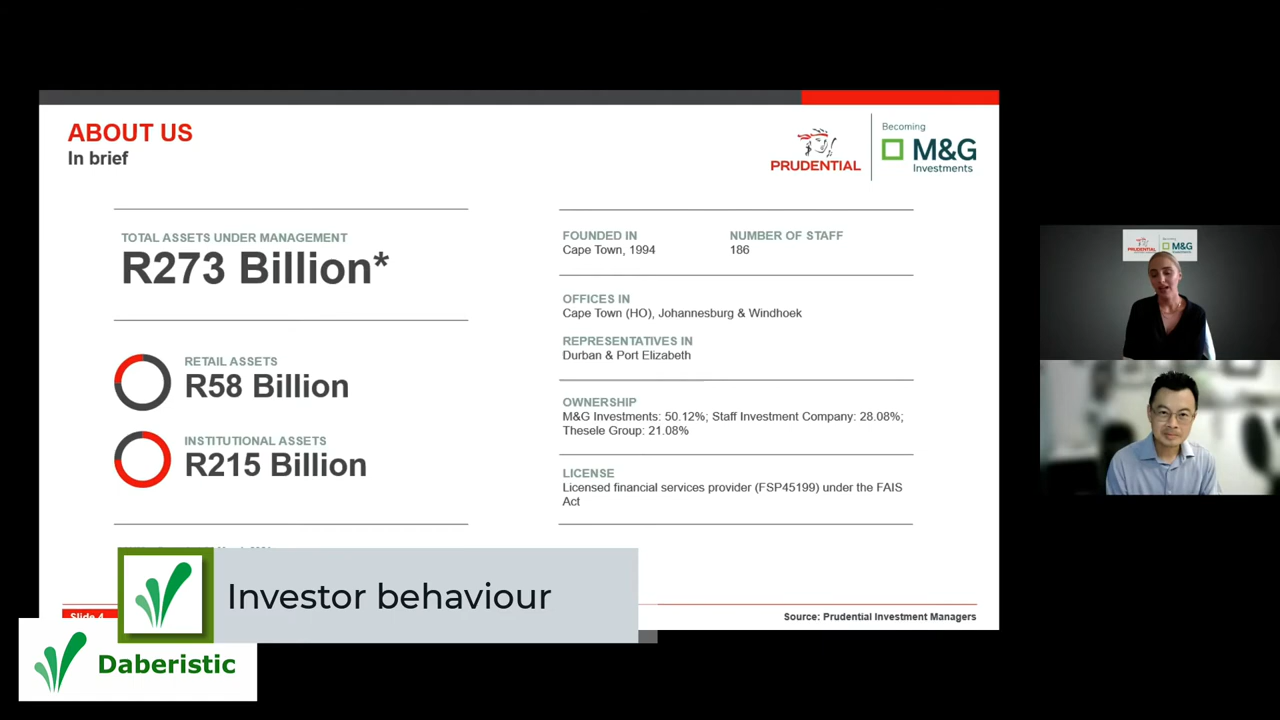 ABOUT US
In brief
PRUDENTIAL
Becoming
M&G
Investments
TOTAL ASSETS UNDER MANAGEMENT
R273 Billion*
RETAIL ASSETS
R58 Billion
INSTITUTIONAL ASSETS
R215 Billion
FOUNDED IN
Cape Town, 1994
NUMBER OF STAFF
186
OFFICES IN
Cape Town (HO), Johannesburg & Windhoek
REPRESENTATIVES IN
Durban & Port Elizabeth
OWNERSHIP
M&G Investments: 50.12%; Staff Investment Company: 28.08%;
Thesele Group: 21.08%
LICENSE
Licensed financial services provider (FSP45199) under the FAIS
Act
PRUDENTIAL
M&G
Investor behaviour
Slide 4
Source: Prudential Investment Managers
Daberistic